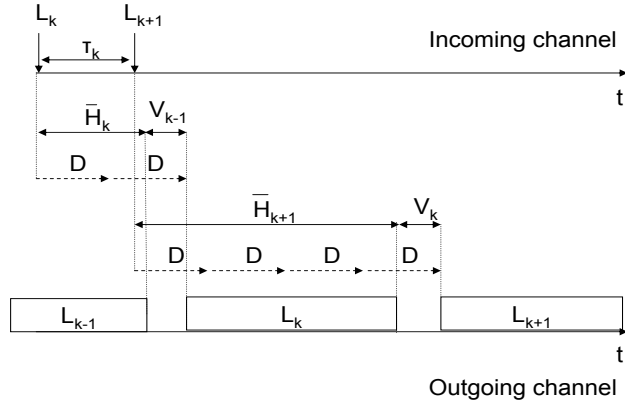 L_k L_{k+1}
τ_k Incoming channel
t
H̅_k V_{k-1}
D D
H̅_{k+1} V_k
D D D D
L_{k-1} L_k L_{k+1}
t
Outgoing channel